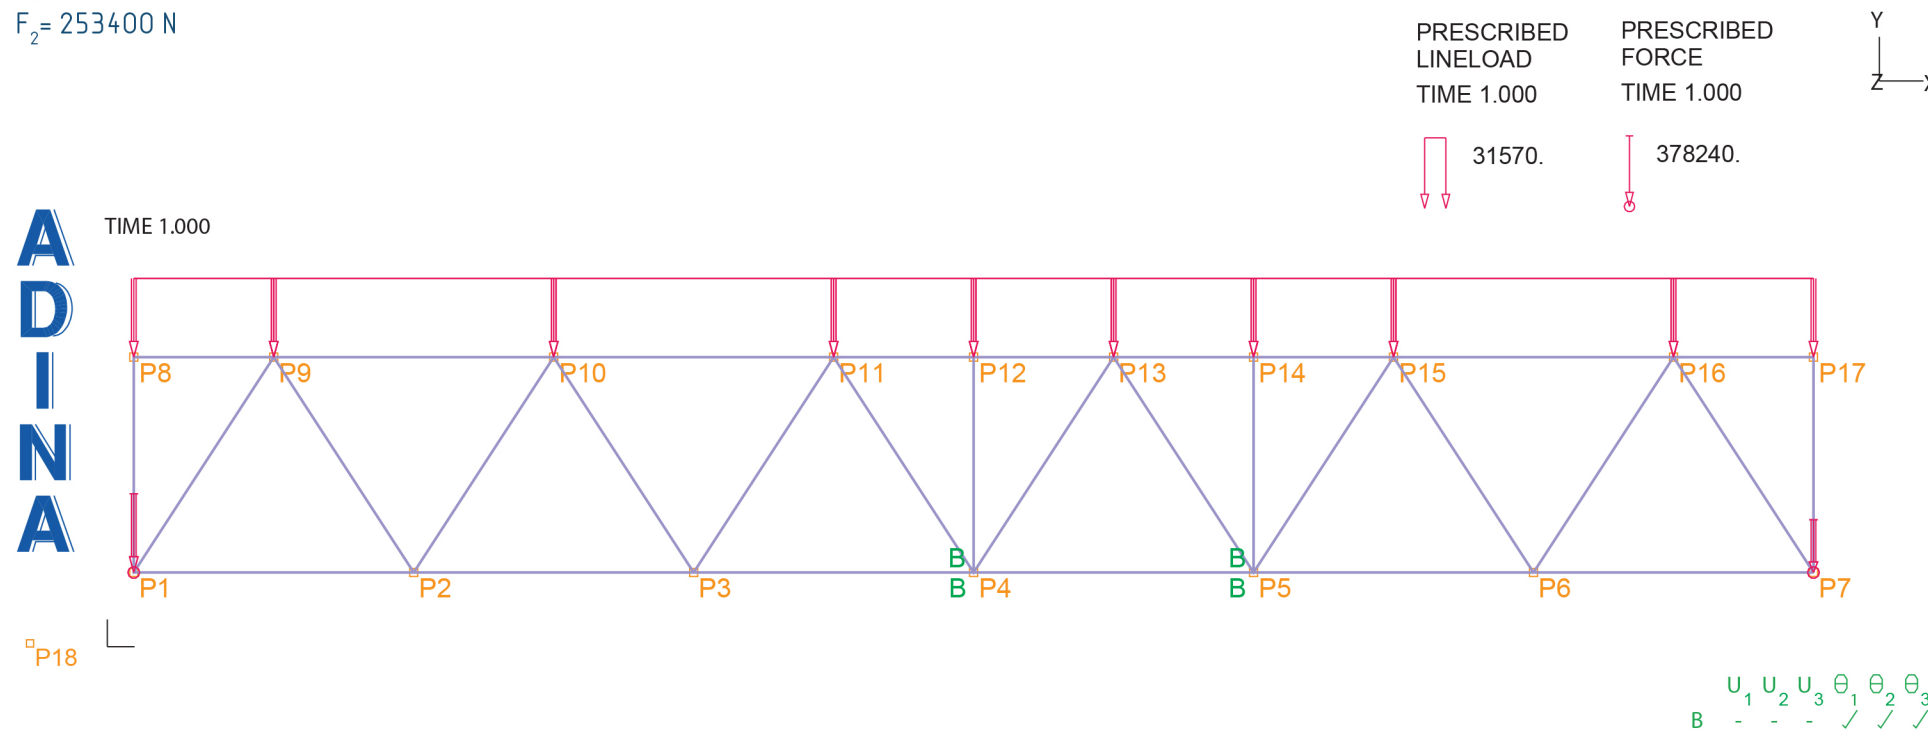 F2= 253400 N
PRESCRIBED
LINELOAD
TIME 1.000
31570.
PRESCRIBED
FORCE
TIME 1.000
378240.
Y
Z X
ADINA
TIME 1.000
P8 P9 P10 P11 P12 P13 P14 P15 P16 P17
B B
P1 P2 P3 B P4 B P5 P6 P7
P18
U1 U2 U3 θ1 θ2 θ3
B - - - ✓ ✓ ✓